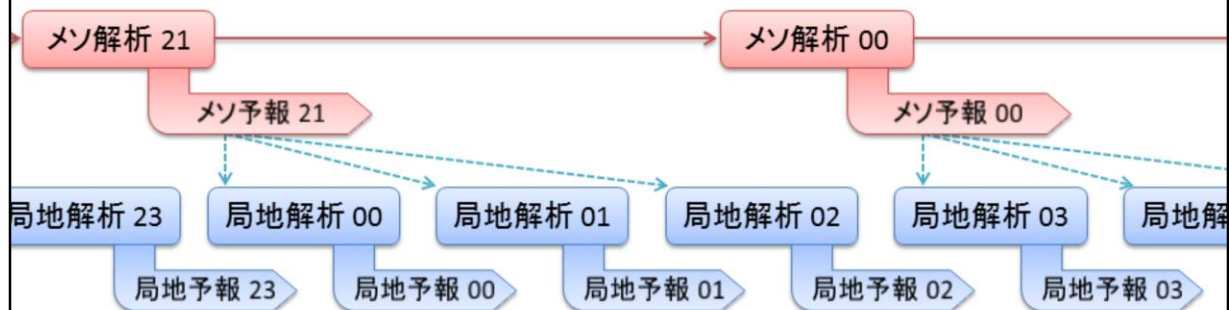 メソ解析 21
メソ解析 00
メソ予報 21
メソ予報 00
局地解析 23
局地解析 00
局地解析 01
局地解析 02
局地解析 03
局地解
局地予報 23
局地予報 00
局地予報 01
局地予報 02
局地予報 03